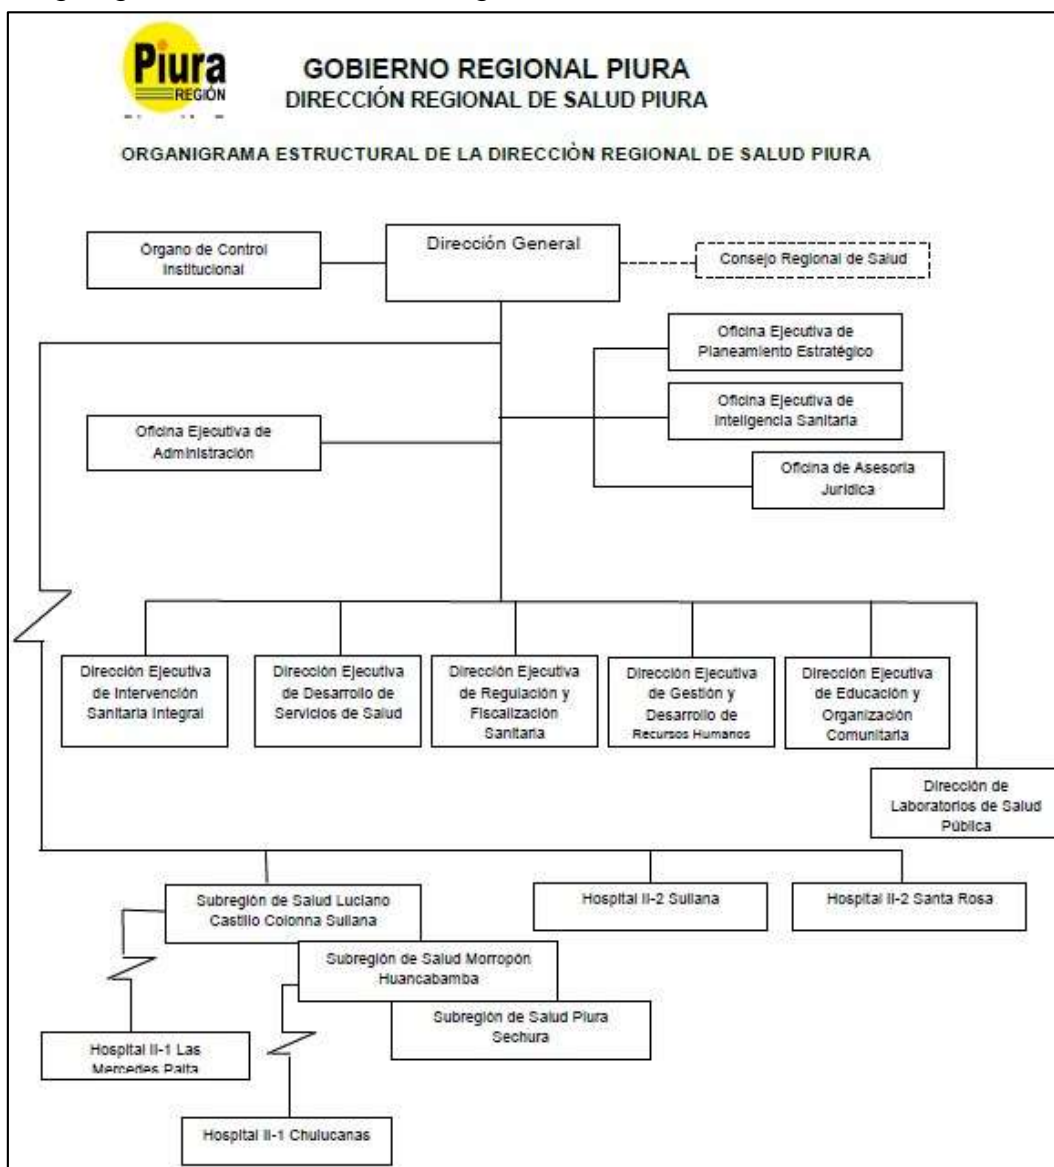 Piura
REGIÓN
GOBIERNO REGIONAL PIURA
DIRECCIÓN REGIONAL DE SALUD PIURA
ORGANIGRAMA ESTRUCTURAL DE LA DIRECCIÓN REGIONAL DE SALUD PIURA
Órgano de Control
Institucional
Dirección General
Consejo Regional de Salud
Oficina Ejecutiva de
Planeamiento Estratégico
Oficina Ejecutiva de
Inteligencia Sanitaria
Oficina Ejecutiva de
Administración
Oficina de Asesoría
Jurídica
Dirección Ejecutiva
de Intervención
Sanitaria Integral
Dirección Ejecutiva
de Desarrollo de
Servicios de Salud
Dirección Ejecutiva
de Regulación y
Fiscalización
Sanitaria
Dirección Ejecutiva
de Gestión y
Desarrollo de
Recursos Humanos
Dirección Ejecutiva
de Educación y
Organización
Comunitaria
Dirección de
Laboratorios de Salud
Pública
Subregión de Salud Luciano
Castillo Colonna Sullana
Hospital II-2 Sullana
Hospital II-2 Santa Rosa
Subregión de Salud Morropón
Huancabamba
Subregión de Salud Piura
Sechura
Hospital II-1 Las
Mercedes Paita
Hospital II-1 Chulucanas